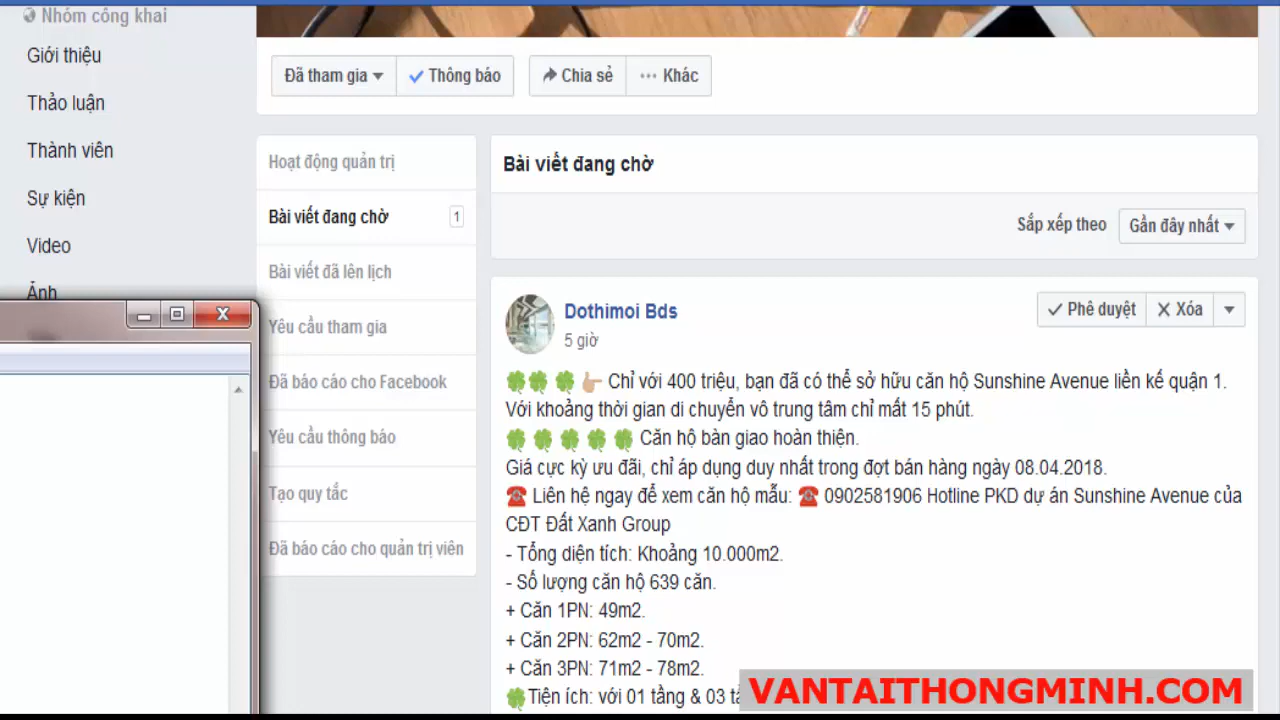 Nhóm công khai
Giới thiệu
Thảo luận
Thành viên
Sự kiện
Video
Ảnh
Đã tham gia
Thông báo
Chia sẻ
Khác
Hoạt động quản trị
Bài viết đang chờ 1
Bài viết đã lên lịch
Yêu cầu tham gia
Đã báo cáo cho Facebook
Yêu cầu thông báo
Tạo quy tắc
Đã báo cáo cho quản trị viên
Bài viết đang chờ
Sắp xếp theo Gần đây nhất
Dothimoi Bds
5 giờ
Phê duyệt Xóa
🍀🍀 🍀 👉🏼 Chỉ với 400 triệu, bạn đã có thể sở hữu căn hộ Sunshine Avenue liền kế quận 1.
Với khoảng thời gian di chuyển vô trung tâm chỉ mất 15 phút.
🍀 🍀 🍀 🍀 🍀 Căn hộ bàn giao hoàn thiện.
Giá cực kỳ ưu đãi, chỉ áp dụng duy nhất trong đợt bán hàng ngày 08.04.2018.
☎ Liên hệ ngay để xem căn hộ mẫu: ☎ 0902581906 Hotline PKD dự án Sunshine Avenue của
CĐT Đất Xanh Group
- Tổng diện tích: Khoảng 10.000m2.
- Số lượng căn hộ 639 căn.
+ Căn 1PN: 49m2.
+ Căn 2PN: 62m2 - 70m2.
+ Căn 3PN: 71m2 - 78m2.
🍀Tiện ích: với 01 tầng & 03
VANTAITHONGMINH.COM